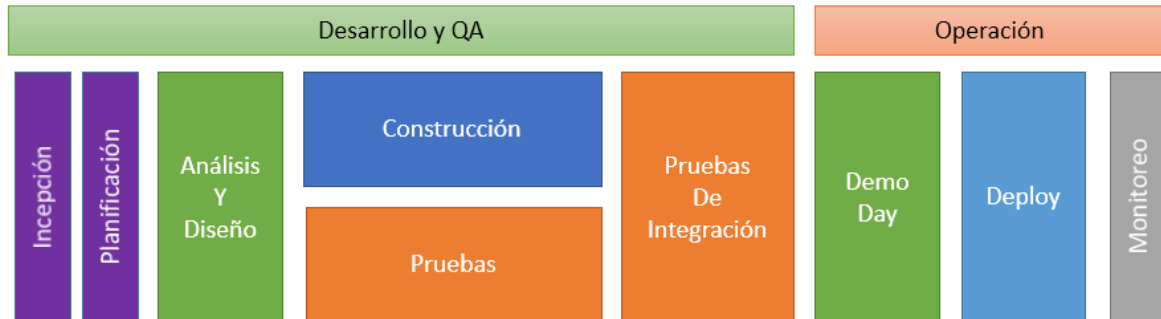 Desarrollo y QA
Operación
Incepción
Planificación
Análisis
Y
Diseño
Construcción
Pruebas
Pruebas
De
Integración
Demo
Day
Deploy
Monitoreo